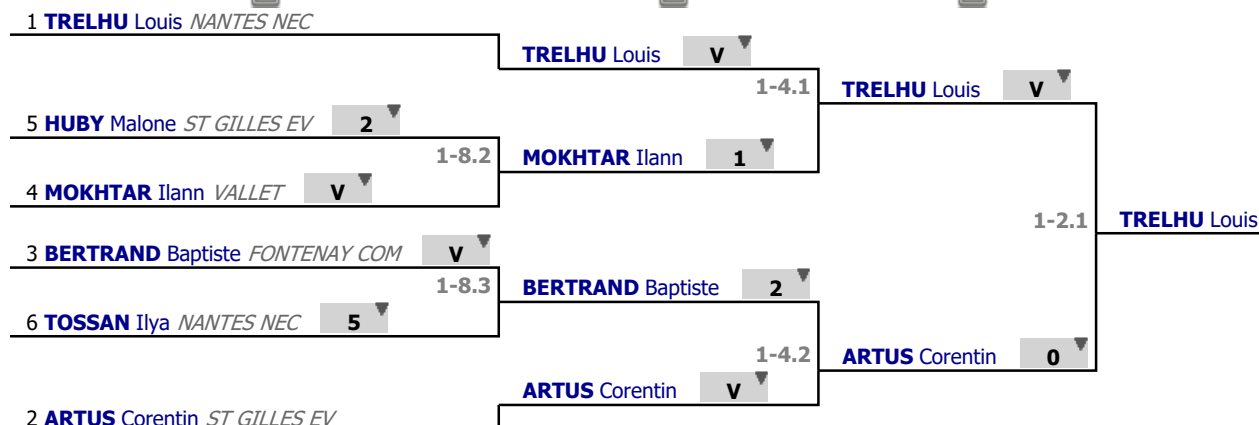 1 TRELHU Louis NANTES NEC
TRELHU Louis V
1-4.1
TRELHU Louis V
5 HUBY Malone ST GILLES EV 2
1-8.2
MOKHTAR Ilann 1
4 MOKHTAR Ilann VALLET V
1-2.1
TRELHU Louis
3 BERTRAND Baptiste FONTENAY COM V
1-8.3
BERTRAND Baptiste 2
6 TOSSAN Ilya NANTES NEC 5
1-4.2
ARTUS Corentin 0
ARTUS Corentin V
2 ARTUS Corentin ST GILLES EV